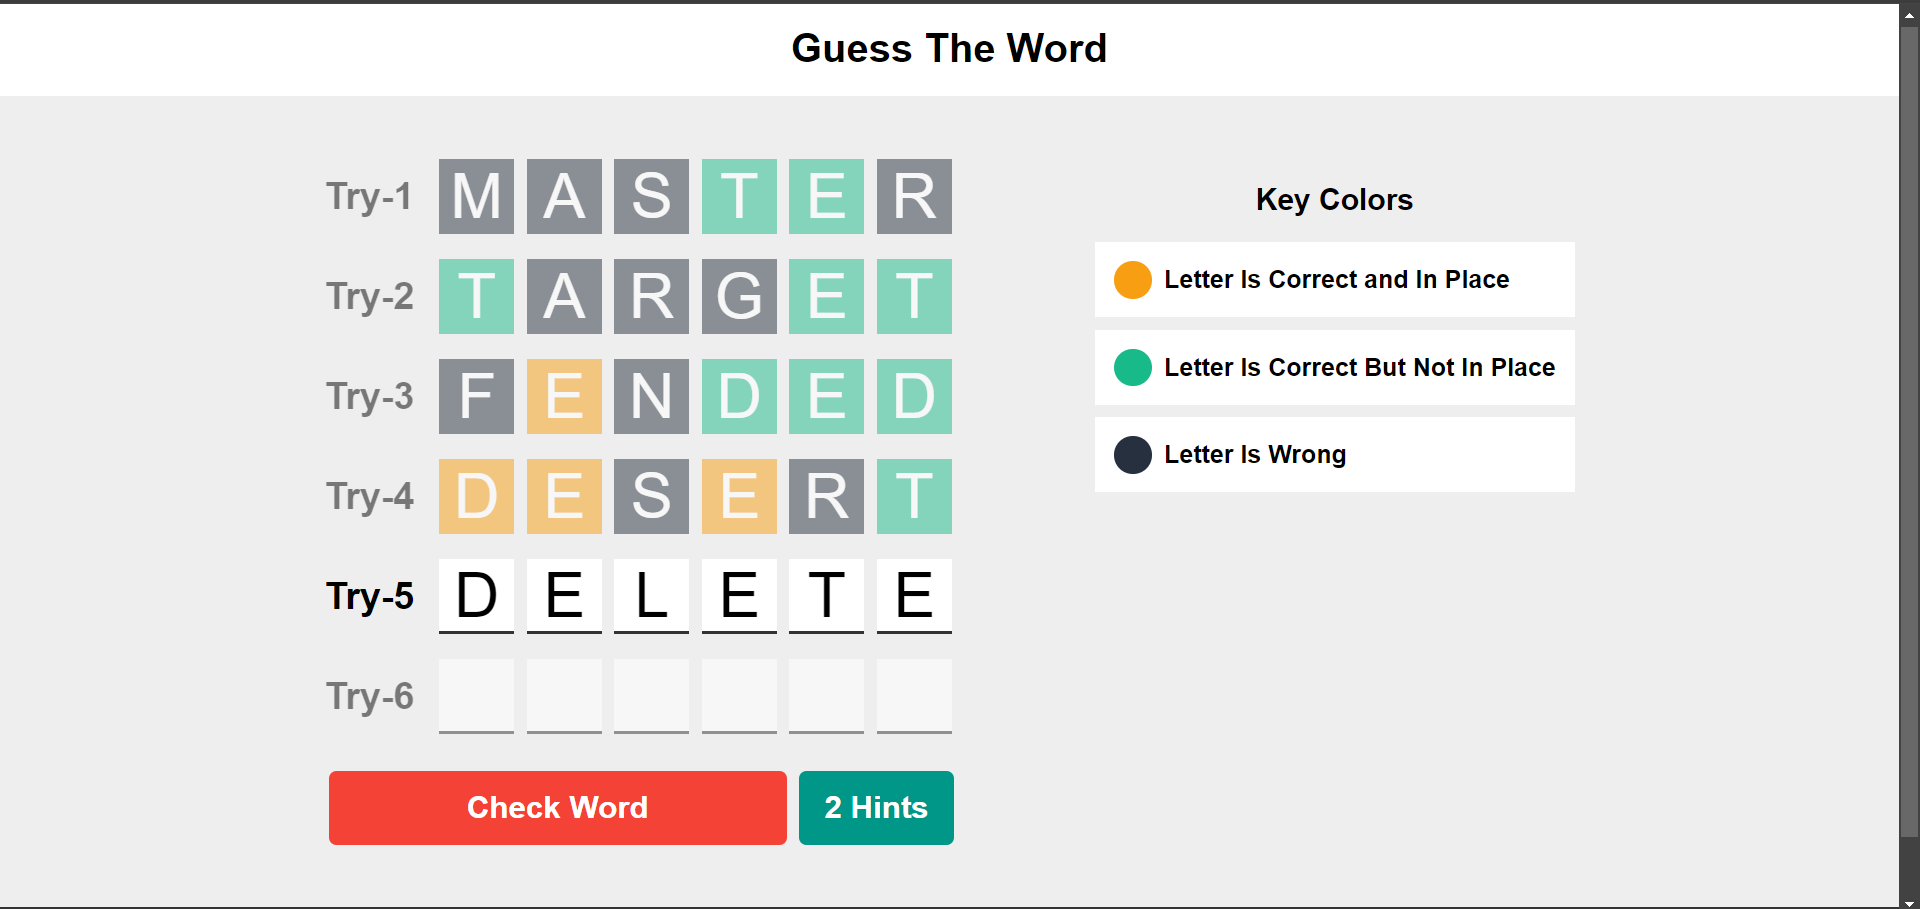 Guess The Word
Try-1 M A S T E R
Try-2 T A R G E T
Try-3 F E N D E D
Try-4 D E S E R T
Try-5 D E L E T E
Try-6
Check Word
2 Hints
Key Colors
Letter Is Correct and In Place
Letter Is Correct But Not In Place
Letter Is Wrong